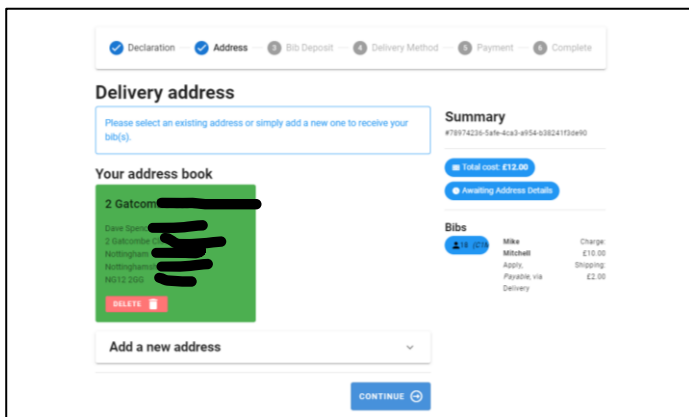 Declaration
Address
3 Bib Deposit
4 Delivery Method
5 Payment
6 Complete
Delivery address
Please select an existing address or simply add a new one to receive your
bib(s).
Your address book
2 Gatcom
Dave Spenc
2 Gatcombe C
Nottingham
Nottinghams
NG12 2GG
DELETE
Add a new address
CONTINUE
Summary
#78974236-5afe-4ca3-a954-b38241f3de90
Total cost: £12.00
Awaiting Address Details
Bibs
Mike
Mitchell
Apply,
Payable, via
Delivery
Charge:
£10.00
Shipping:
£2.00